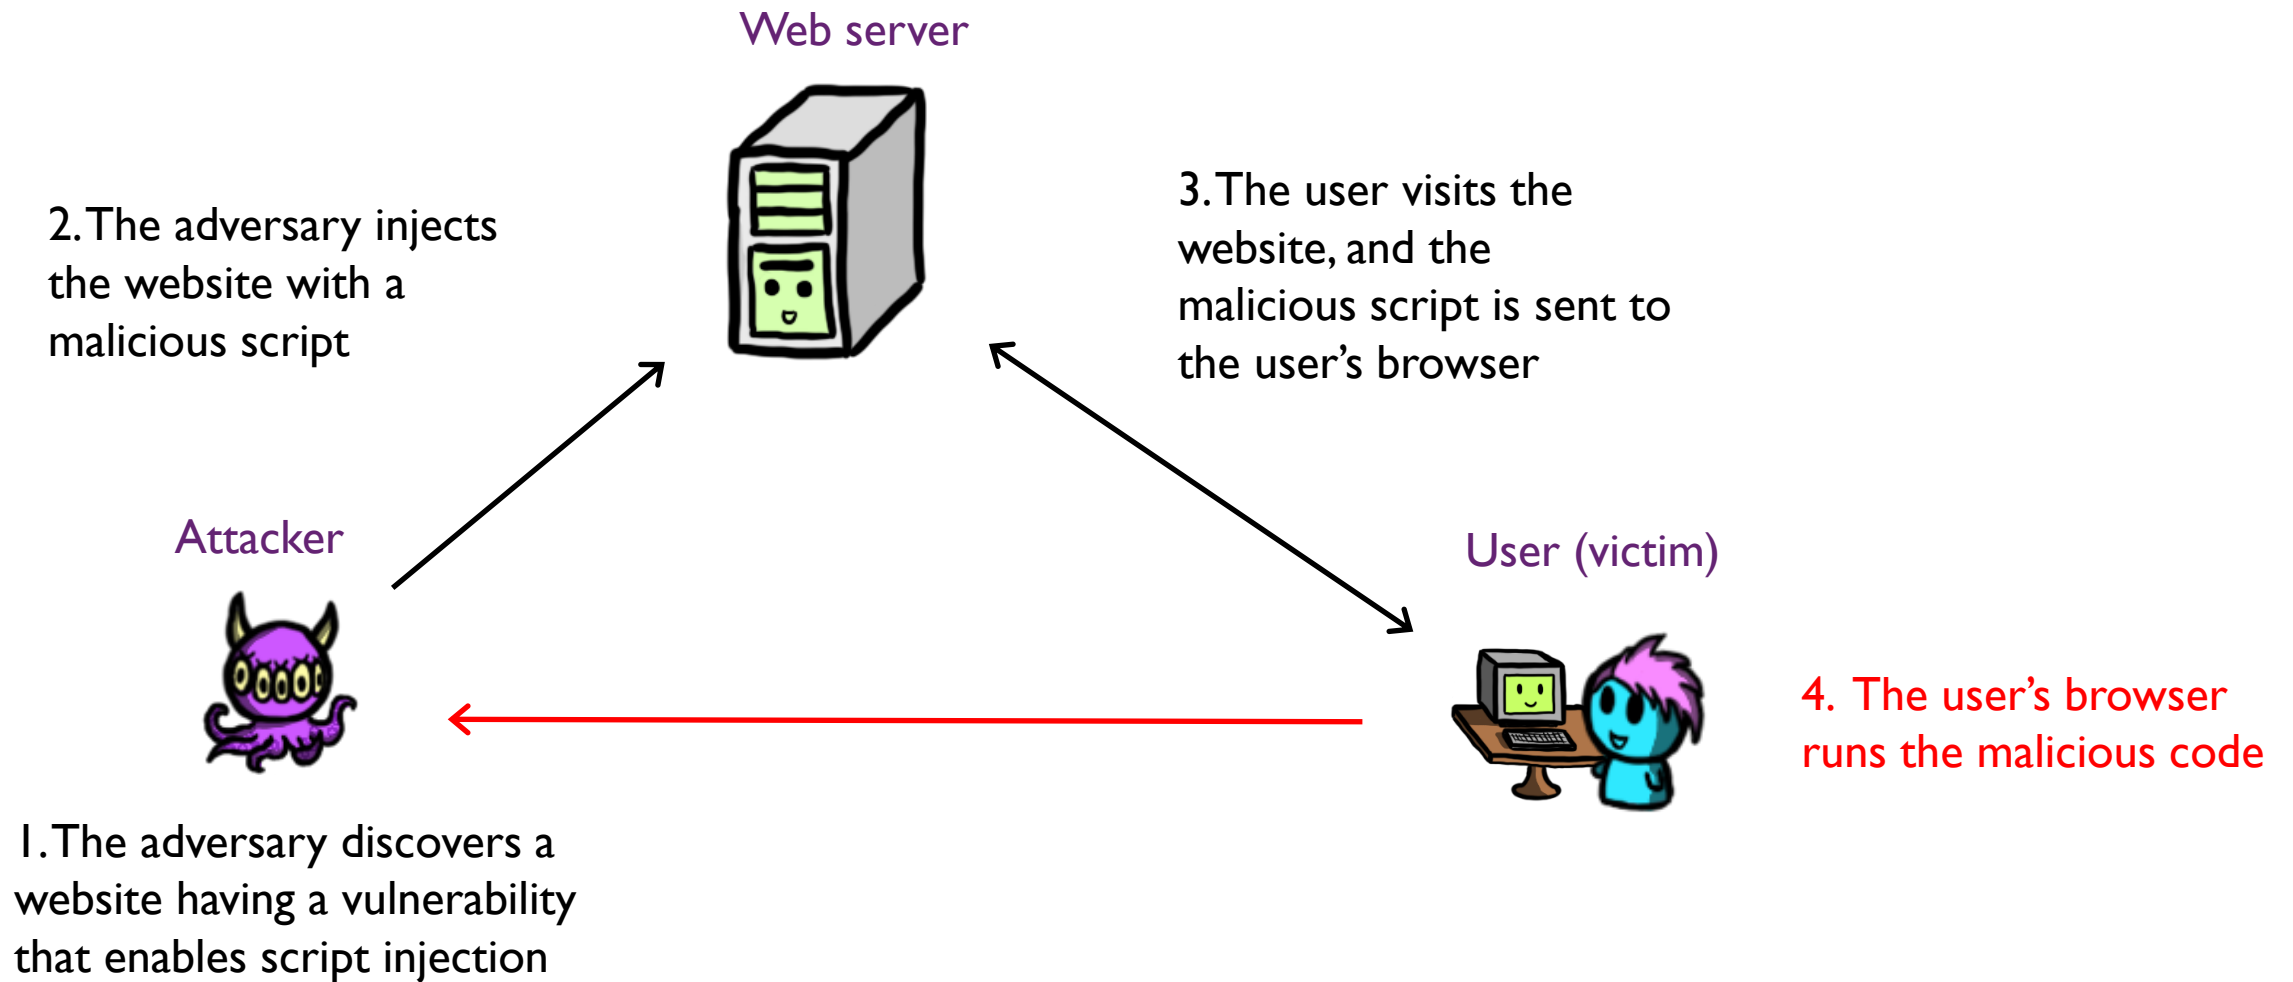 Web server
2. The adversary injects
the website with a
malicious script
3. The user visits the
website, and the
malicious script is sent to
the user’s browser
Attacker
User (victim)
4. The user’s browser
runs the malicious code
1. The adversary discovers a
website having a vulnerability
that enables script injection